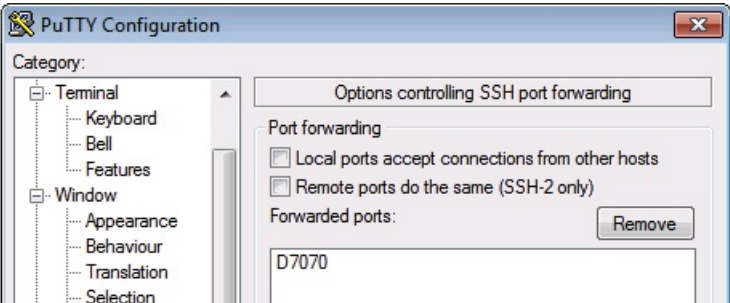 PuTTY Configuration
Category:
Terminal
Keyboard
Bell
Features
Window
Appearance
Behaviour
Translation
Selection
Options controlling SSH port forwarding
Port forwarding
Local ports accept connections from other hosts
Remote ports do the same (SSH-2 only)
Forwarded ports:
Remove
D7070